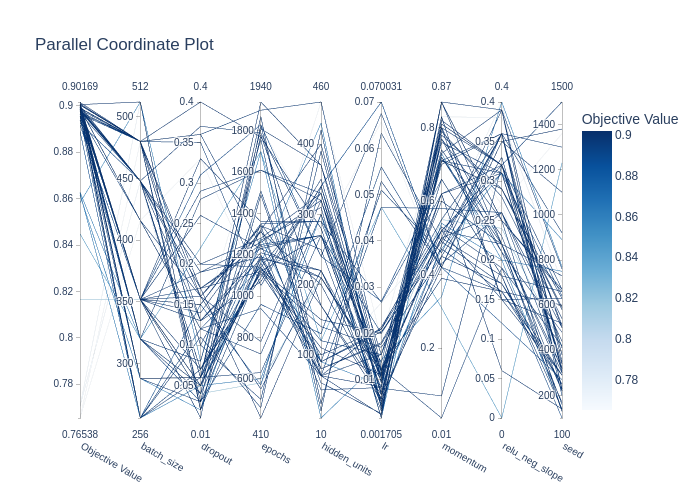 Parallel Coordinate Plot
0.90169 512 0.4 1940 460 0.070031 0.87 0.4 1500
0.9 0.88 0.86 0.84 0.82 0.8 0.78
500 450 400 350 300
0.4 0.35 0.3 0.25 0.2 0.15 0.1 0.05
1800 1600 1400 1200 1000 800 600
400 300 200 100
0.07 0.06 0.05 0.04 0.03 0.02 0.01
0.8 0.6 0.4 0.2
0.4 0.35 0.3 0.25 0.2 0.15 0.1 0.05 0
1400 1200 1000 800 600 400 200
0.76538 256 0.01 410 10 0.001705 0.01 0 100
Objective Value batch_size dropout epochs hidden_units lr momentum relu_neg_slope seed
Objective Value
0.9
0.88
0.86
0.84
0.82
0.8
0.78